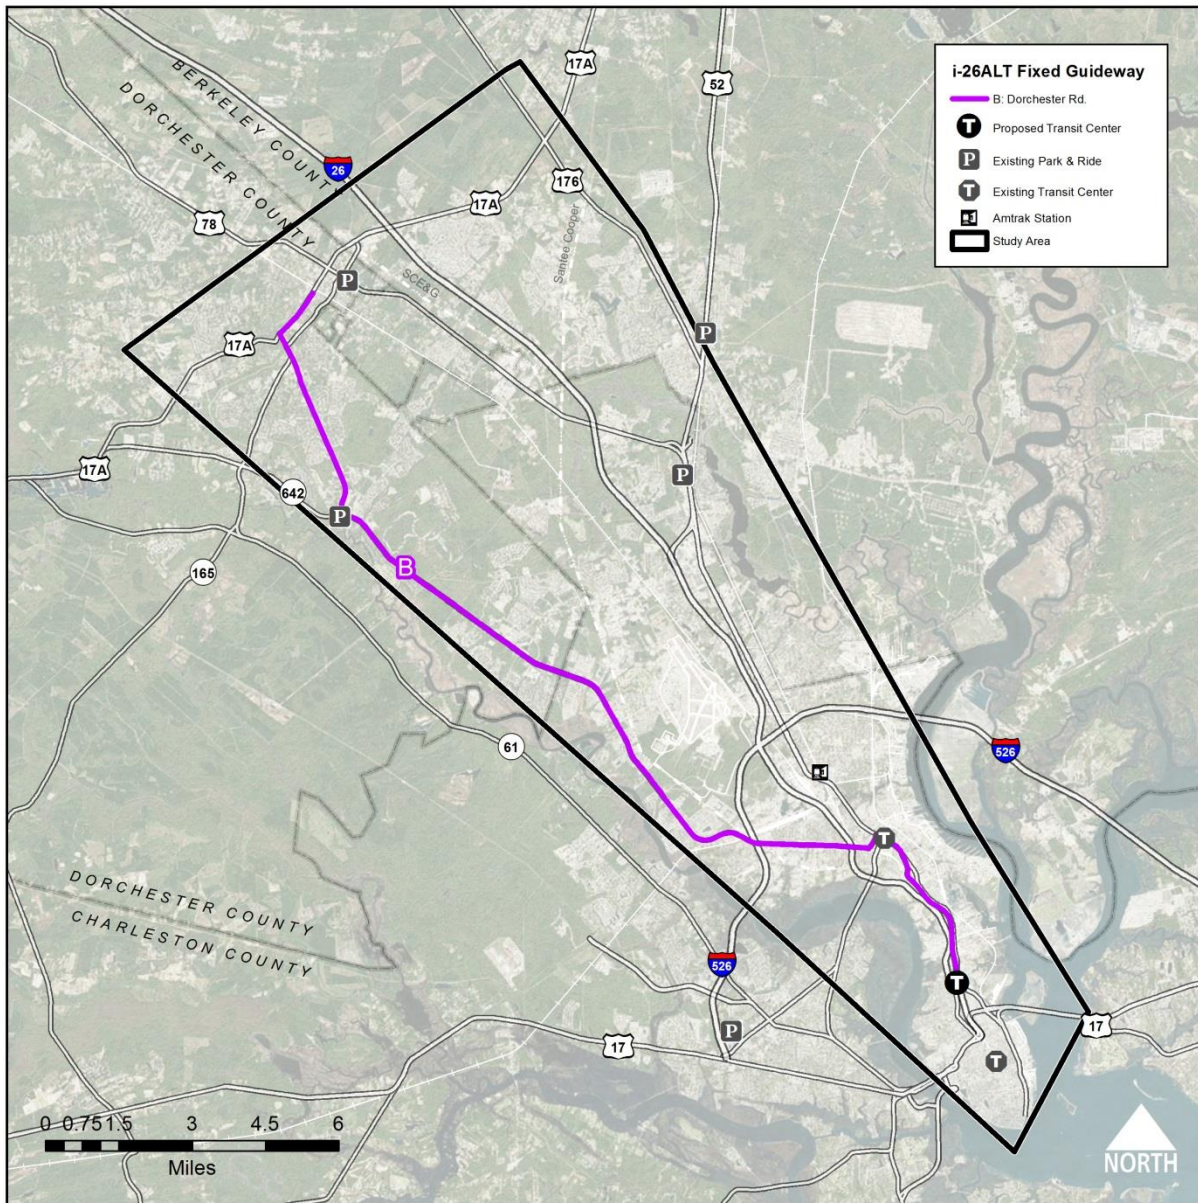 i-26ALT Fixed Guideway
B: Dorchester Rd.
T Proposed Transit Center
P Existing Park & Ride
T Existing Transit Center
Amtrak Station
Study Area
17A
52
BERKELEY COUNTY
DORCHESTER COUNTY
26
176
17A
78
Santee Cooper
SCE&G
P
P
17A
17A
P
642
P
B
165
61
526
T
DORCHESTER COUNTY
CHARLESTON COUNTY
526
T
P
17
17
T
0 0.75 1.5 3 4.5 6
Miles
NORTH